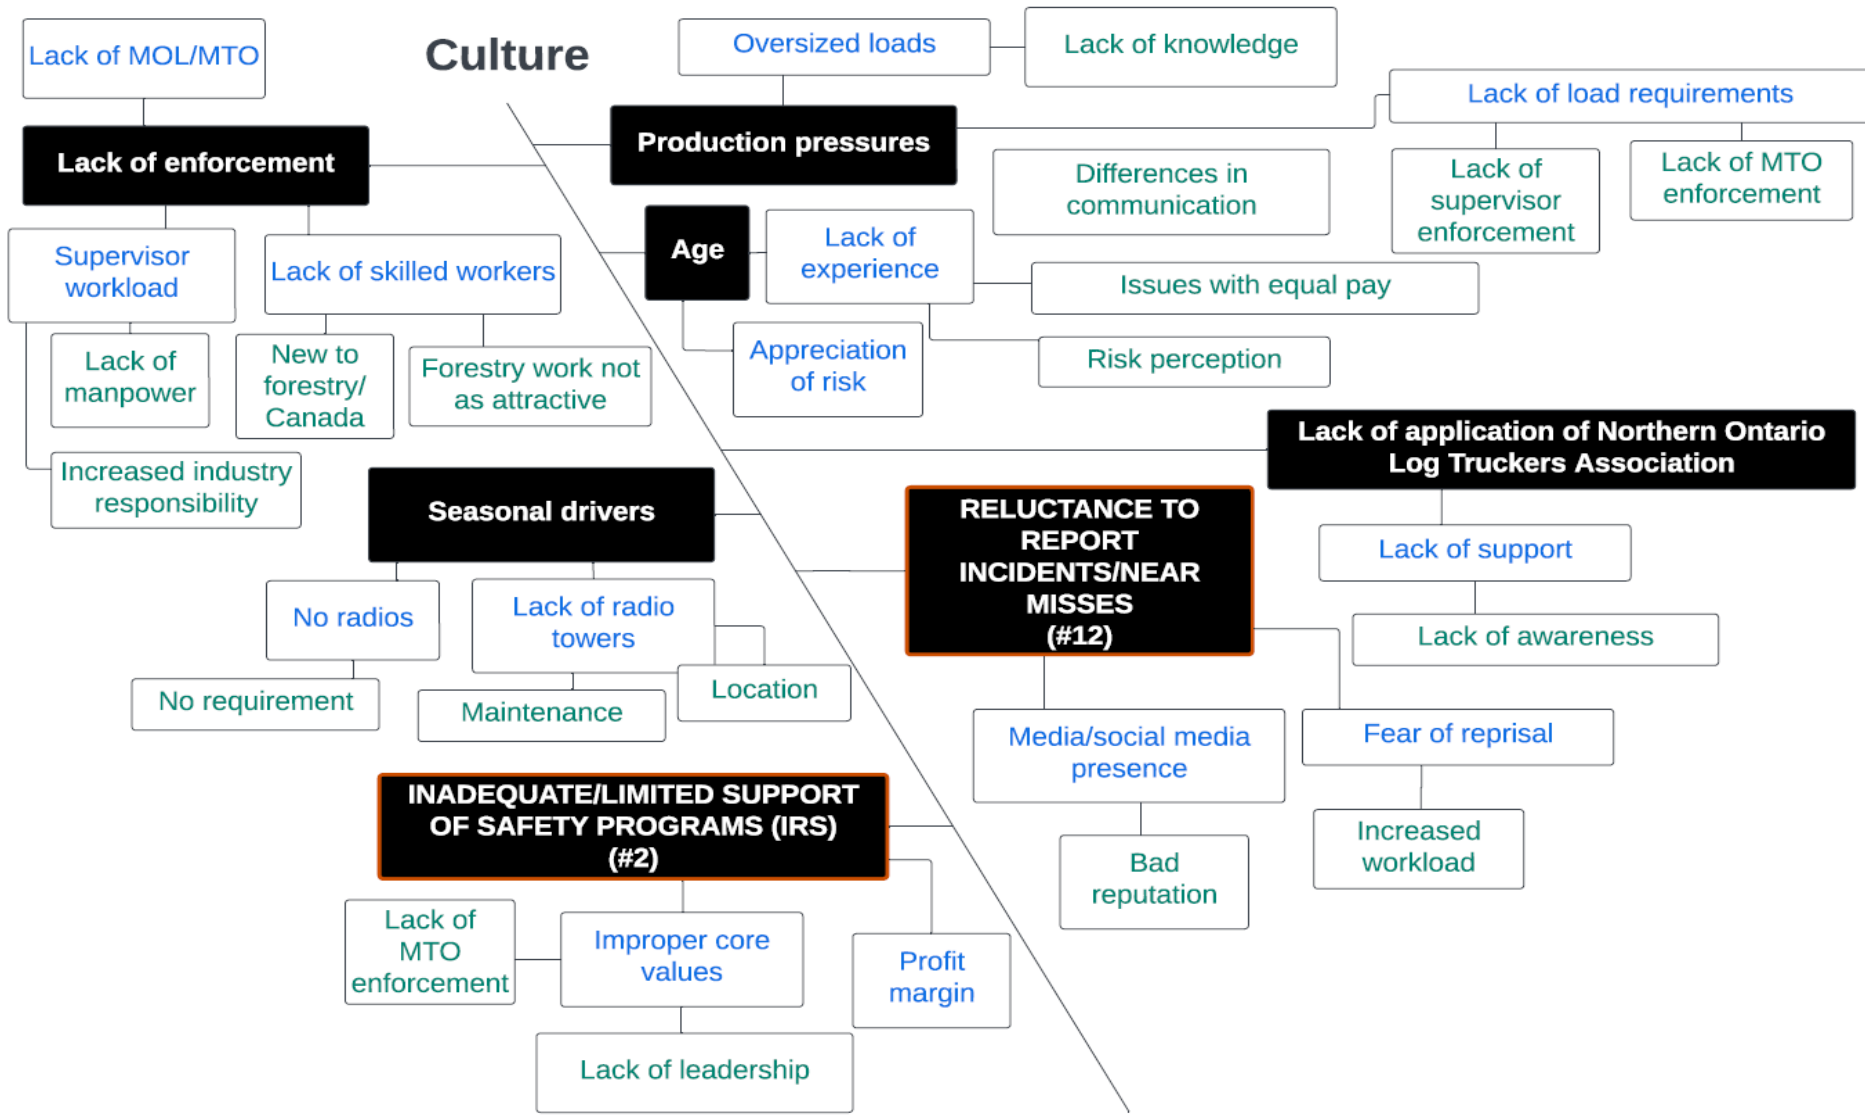 Culture
Lack of MOL/MTO
Lack of enforcement
Supervisor
workload
Lack of skilled workers
Lack of
manpower
New to
forestry/
Canada
Forestry work not
as attractive
Increased industry
responsibility
Oversized loads
Lack of knowledge
Production pressures
Lack of load requirements
Lack of
supervisor
enforcement
Lack of MTO
enforcement
Differences in
communication
Age
Lack of
experience
Issues with equal pay
Appreciation
of risk
Risk perception
Lack of application of Northern Ontario
Log Truckers Association
Lack of support
Lack of awareness
Seasonal drivers
No radios
Lack of radio
towers
No requirement
Maintenance
Location
RELUCTANCE TO
REPORT
INCIDENTS/NEAR
MISSES
(#12)
Media/social media
presence
Fear of reprisal
Bad
reputation
Increased
workload
INADEQUATE/LIMITED SUPPORT
OF SAFETY PROGRAMS (IRS)
(#2)
Lack of
MTO
enforcement
Improper core
values
Profit
margin
Lack of leadership